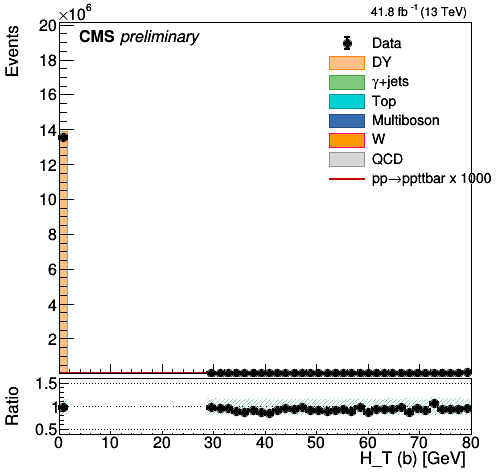 ×10⁶
41.8 fb⁻¹ (13 TeV)
CMS preliminary
Events
20
18
16
14
12
10
8
6
4
2
Data
DY
γ+jets
Top
Multiboson
W
QCD
pp→ppttbar x 1000
Ratio
1.5
1
0.5
0 10 20 30 40 50 60 70 80
H_T (b) [GeV]